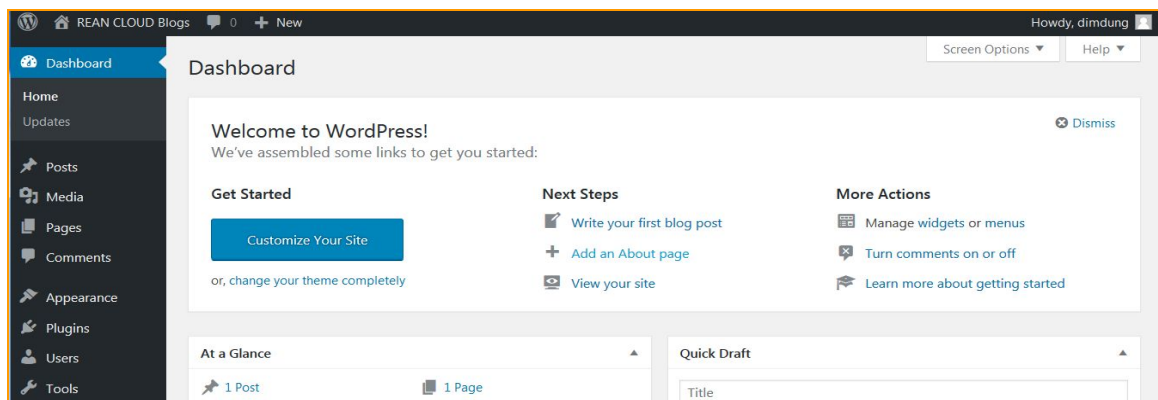 REAN CLOUD Blogs 0 + New Howdy, dimdung
Screen Options ▼ Help ▼
Dashboard
Home
Updates
Posts
Media
Pages
Comments
Appearance
Plugins
Users
Tools
Dashboard
Welcome to WordPress!
Dismiss
We've assembled some links to get you started:
Get Started
Customize Your Site
or, change your theme completely
Next Steps
Write your first blog post
Add an About page
View your site
More Actions
Manage widgets or menus
Turn comments on or off
Learn more about getting started
At a Glance
1 Post 1 Page
Quick Draft
Title